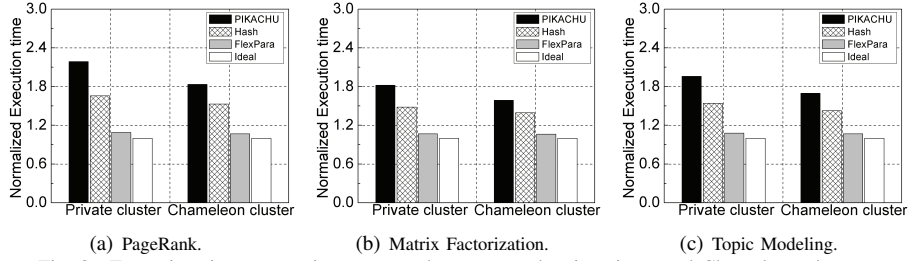 Normalized Execution time
3.0
2.4
1.8
1.2
0.6
0.0
PIKACHU
Hash
FlexPara
Ideal
Private cluster Chameleon cluster
(a) PageRank.
Normalized Execution time
3.0
2.4
1.8
1.2
0.6
0.0
PIKACHU
Hash
FlexPara
Ideal
Private cluster Chameleon cluster
(b) Matrix Factorization.
Normalized Execution time
3.0
2.4
1.8
1.2
0.6
0.0
PIKACHU
Hash
FlexPara
Ideal
Private cluster Chameleon cluster
(c) Topic Modeling.